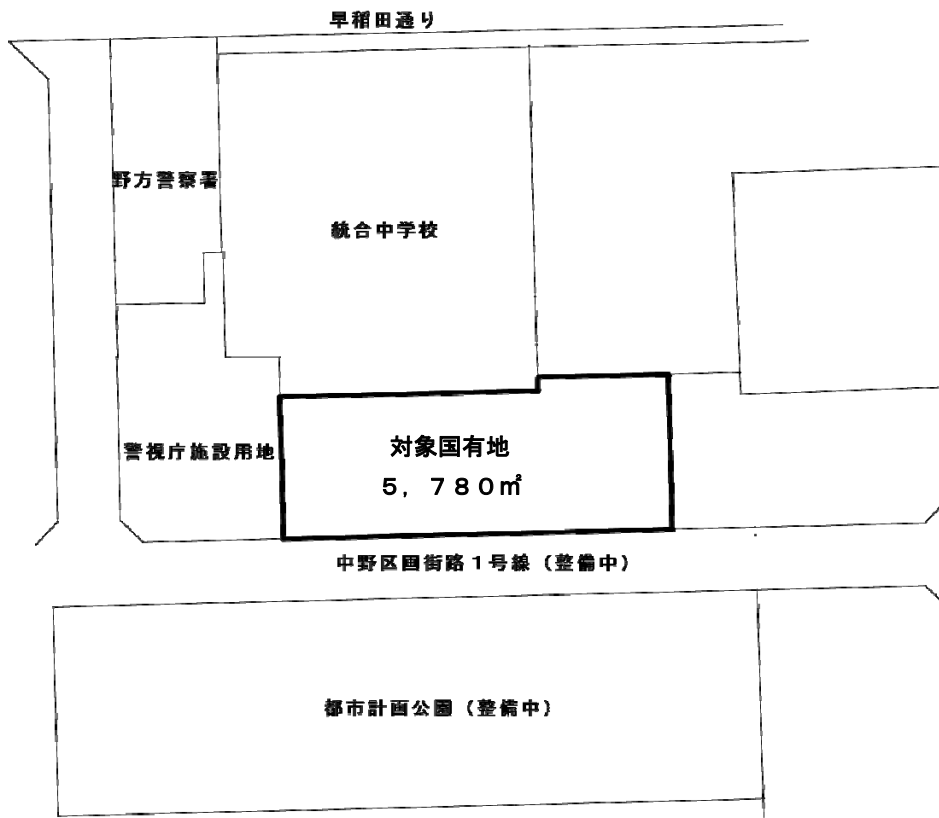 早稲田通り
野方警察署
統合中学校
警視庁施設用地
対象国有地
５，７８０㎡
中野区画街路１号線（整備中）
都市計画公園（整備中）